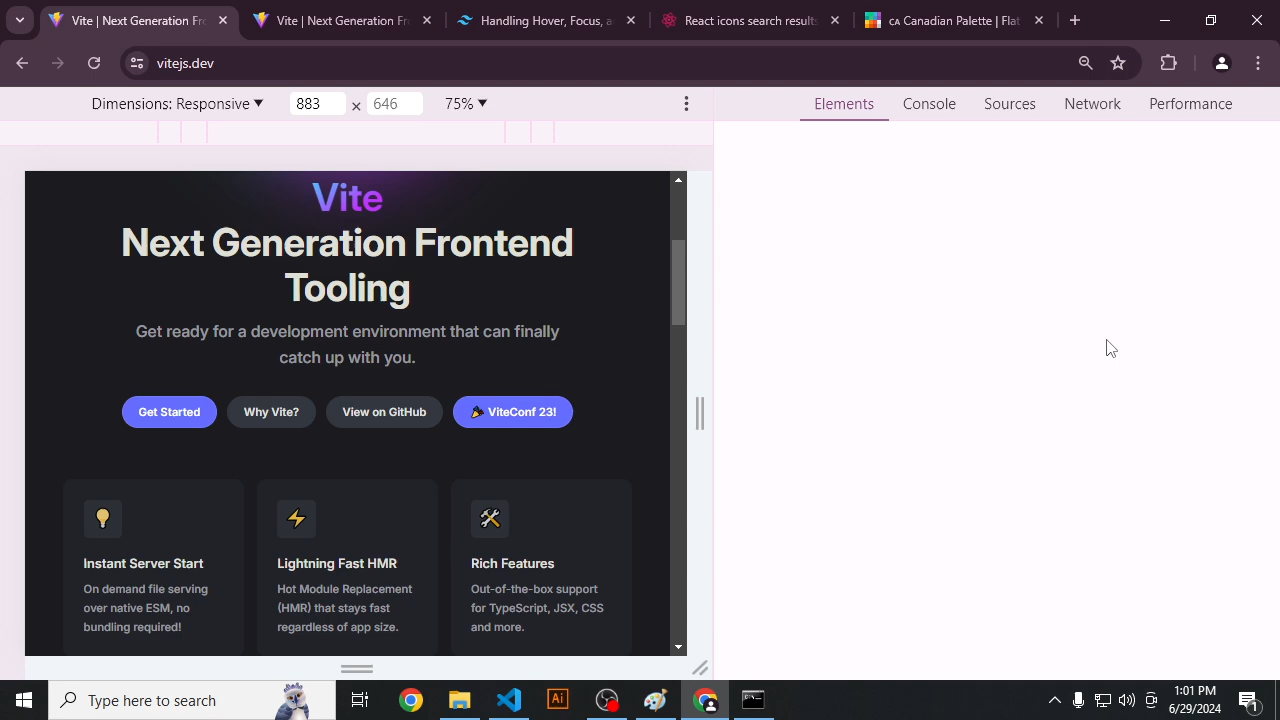 Vite | Next Generation Fro
Vite | Next Generation Fr
Handling Hover, Focus, a
React icons search results
CA Canadian Palette | Flat
vitejs.dev
Dimensions: Responsive
883 × 646
75%
Elements
Console
Sources
Network
Performance
Vite
Next Generation Frontend
Tooling
Get ready for a development environment that can finally
catch up with you.
Get Started
Why Vite?
View on GitHub
ViteConf 23!
Instant Server Start
On demand file serving
over native ESM, no
bundling required!
Lightning Fast HMR
Hot Module Replacement
(HMR) that stays fast
regardless of app size.
Rich Features
Out-of-the-box support
for TypeScript, JSX, CSS
and more.
Type here to search
Ai
1:01 PM
6/29/2024
1